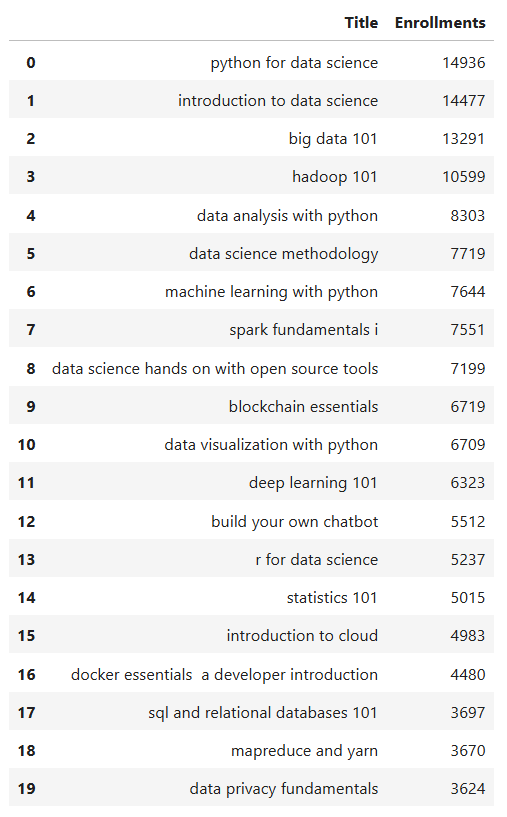 Title Enrollments
0 python for data science 14936
1 introduction to data science 14477
2 big data 101 13291
3 hadoop 101 10599
4 data analysis with python 8303
5 data science methodology 7719
6 machine learning with python 7644
7 spark fundamentals i 7551
8 data science hands on with open source tools 7199
9 blockchain essentials 6719
10 data visualization with python 6709
11 deep learning 101 6323
12 build your own chatbot 5512
13 r for data science 5237
14 statistics 101 5015
15 introduction to cloud 4983
16 docker essentials  a developer introduction 4480
17 sql and relational databases 101 3697
18 mapreduce and yarn 3670
19 data privacy fundamentals 3624